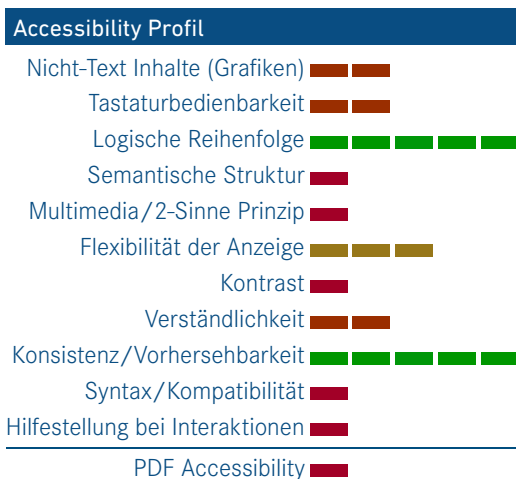 Accessibility Profil
Nicht-Text Inhalte (Grafiken)
Tastaturbedienbarkeit
Logische Reihenfolge
Semantische Struktur
Multimedia/2-Sinne Prinzip
Flexibilität der Anzeige
Kontrast
Verständlichkeit
Konsistenz/Vorhersehbarkeit
Syntax/Kompatibilität
Hilfestellung bei Interaktionen
PDF Accessibility